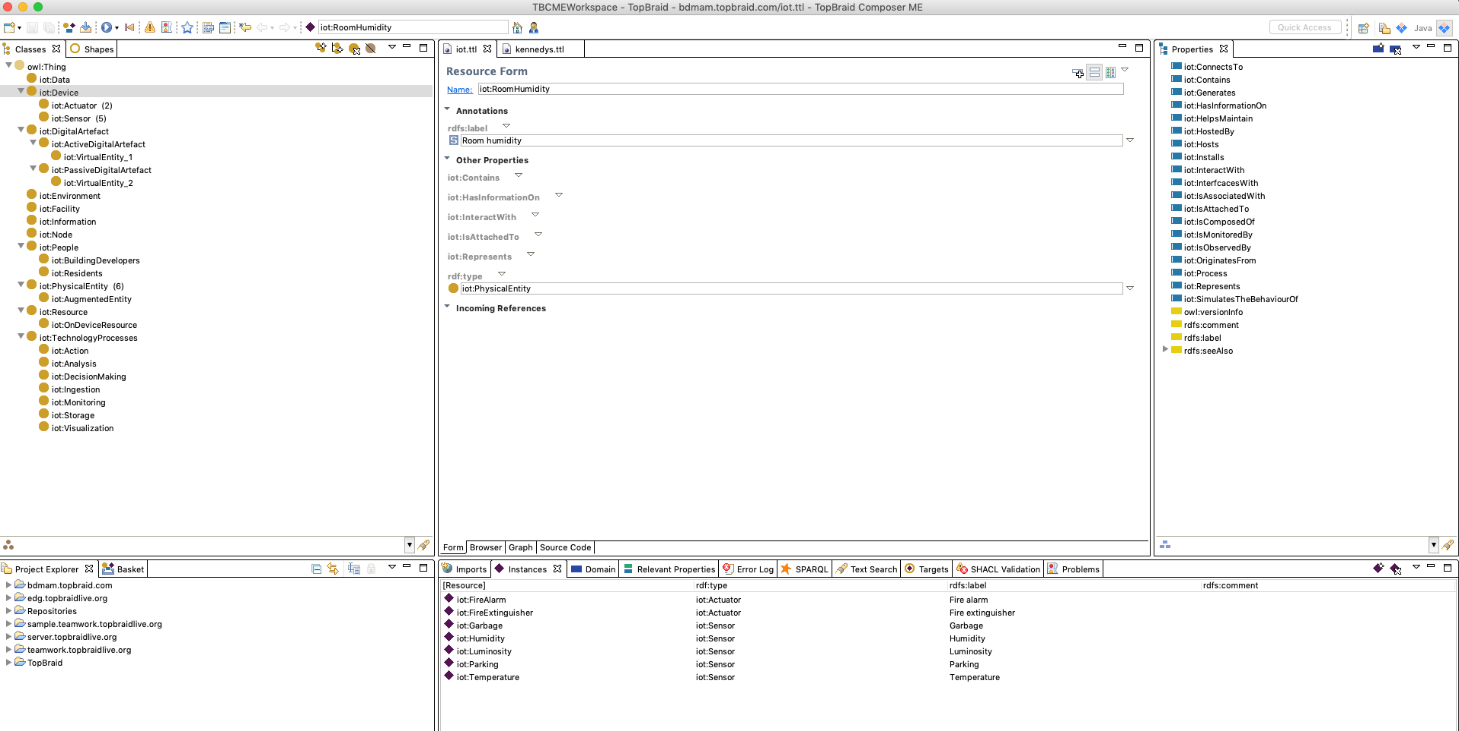 TBCMEWorkspace - TopBraid - bdmam.topbraid.com/iot.ttl - TopBraid Composer ME
iot:RoomHumidity
Quick Access
Java
Classes
Shapes
owl:Thing
iot:Data
iot:Device
iot:Actuator (2)
iot:Sensor (5)
iot:DigitalArtefact
iot:ActiveDigitalArtefact
iot:VirtualEntity_1
iot:PassiveDigitalArtefact
iot:VirtualEntity_2
iot:Environment
iot:Facility
iot:Information
iot:Node
iot:People
iot:BuildingDevelopers
iot:Residents
iot:PhysicalEntity (6)
iot:AugmentedEntity
iot:Resource
iot:OnDeviceResource
iot:TechnologyProcesses
iot:Action
iot:Analysis
iot:DecisionMaking
iot:Ingestion
iot:Monitoring
iot:Storage
iot:Visualization
iot.ttl
kennedys.ttl
Resource Form
Name: iot:RoomHumidity
Annotations
rdfs:label
S Room humidity
Other Properties
iot:Contains
iot:HasInformationOn
iot:InteractWith
iot:IsAttachedTo
iot:Represents
rdf:type
iot:PhysicalEntity
Incoming References
Form Browser Graph Source Code
Properties
iot:ConnectsTo
iot:Contains
iot:Generates
iot:HasInformationOn
iot:HelpsMaintain
iot:HostedBy
iot:Hosts
iot:Installs
iot:InteractWith
iot:InterfcacesWith
iot:IsAssociatedWith
iot:IsAttachedTo
iot:IsComposedOf
iot:IsMonitoredBy
iot:IsObservedBy
iot:OriginatesFrom
iot:Process
iot:Represents
iot:SimulatesTheBehaviourOf
owl:versionInfo
rdfs:comment
rdfs:label
rdfs:seeAlso
Project Explorer
Basket
bdmam.topbraid.com
edg.topbraidlive.org
Repositories
sample.teamwork.topbraidlive.org
server.topbraidlive.org
teamwork.topbraidlive.org
TopBraid
Imports Instances Domain Relevant Properties Error Log SPARQL Text Search Targets SHACL Validation Problems
[Resource] rdf:type rdfs:label rdfs:comment
iot:FireAlarm iot:Actuator Fire alarm
iot:FireExtinguisher iot:Actuator Fire extinguisher
iot:Garbage iot:Sensor Garbage
iot:Humidity iot:Sensor Humidity
iot:Luminosity iot:Sensor Luminosity
iot:Parking iot:Sensor Parking
iot:Temperature iot:Sensor Temperature